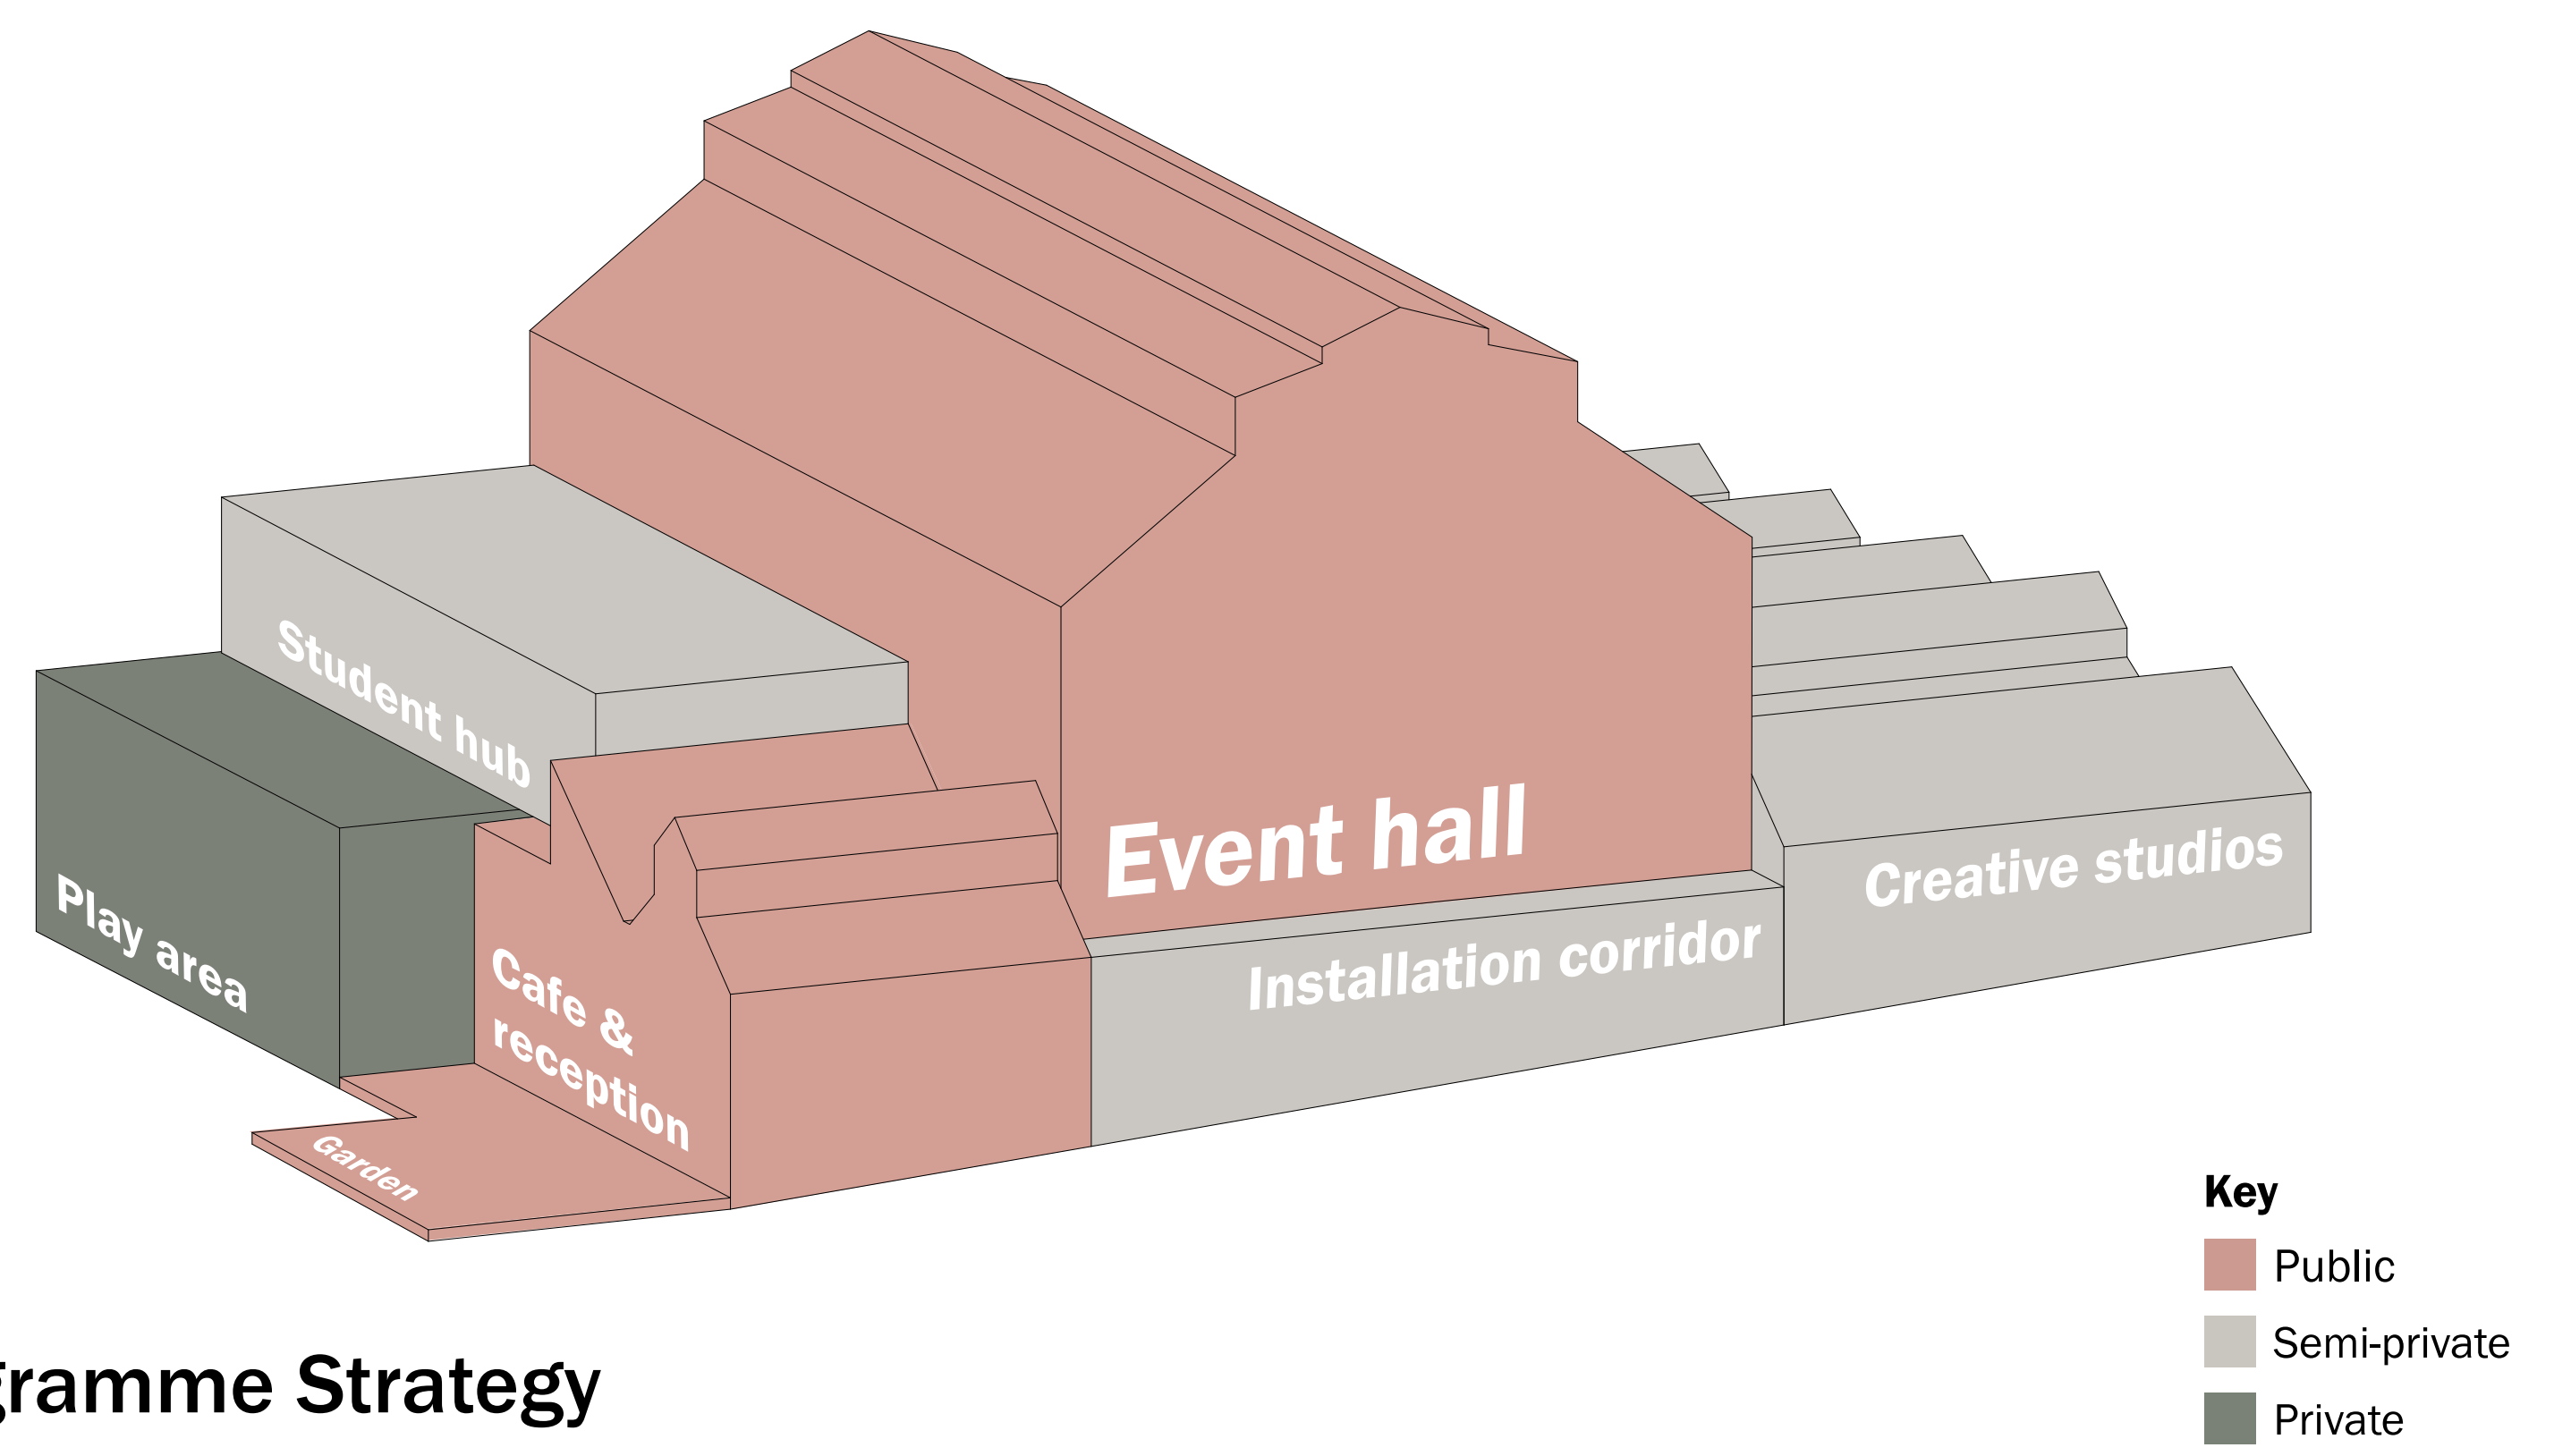 Student hub
Play area
Event hall
Creative studios
Installation corridor
Cafe &
reception
Garden
Key
Public
Semi-private
Private
gramme Strategy